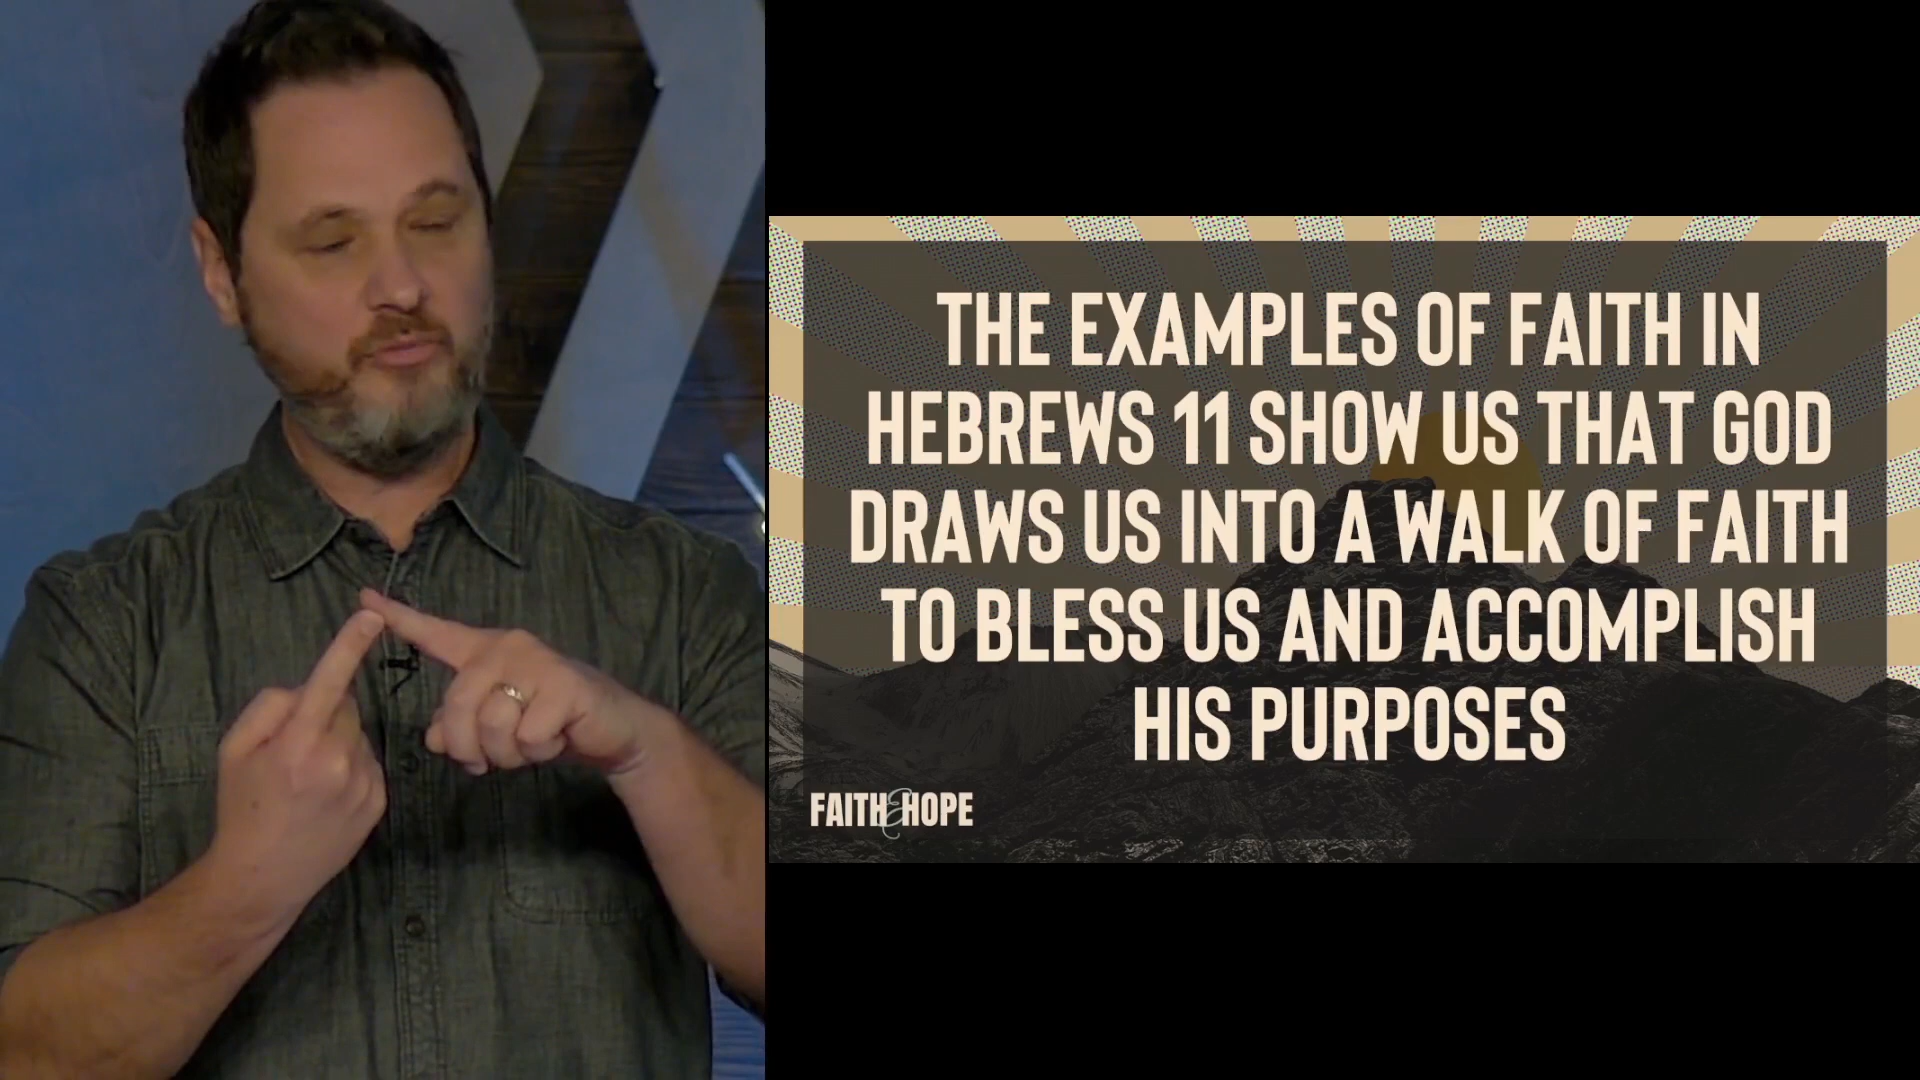 THE EXAMPLES OF FAITH IN
HEBREWS 11 SHOW US THAT GOD
DRAWS US INTO A WALK OF FAITH
TO BLESS US AND ACCOMPLISH
HIS PURPOSES
FAITH & HOPE